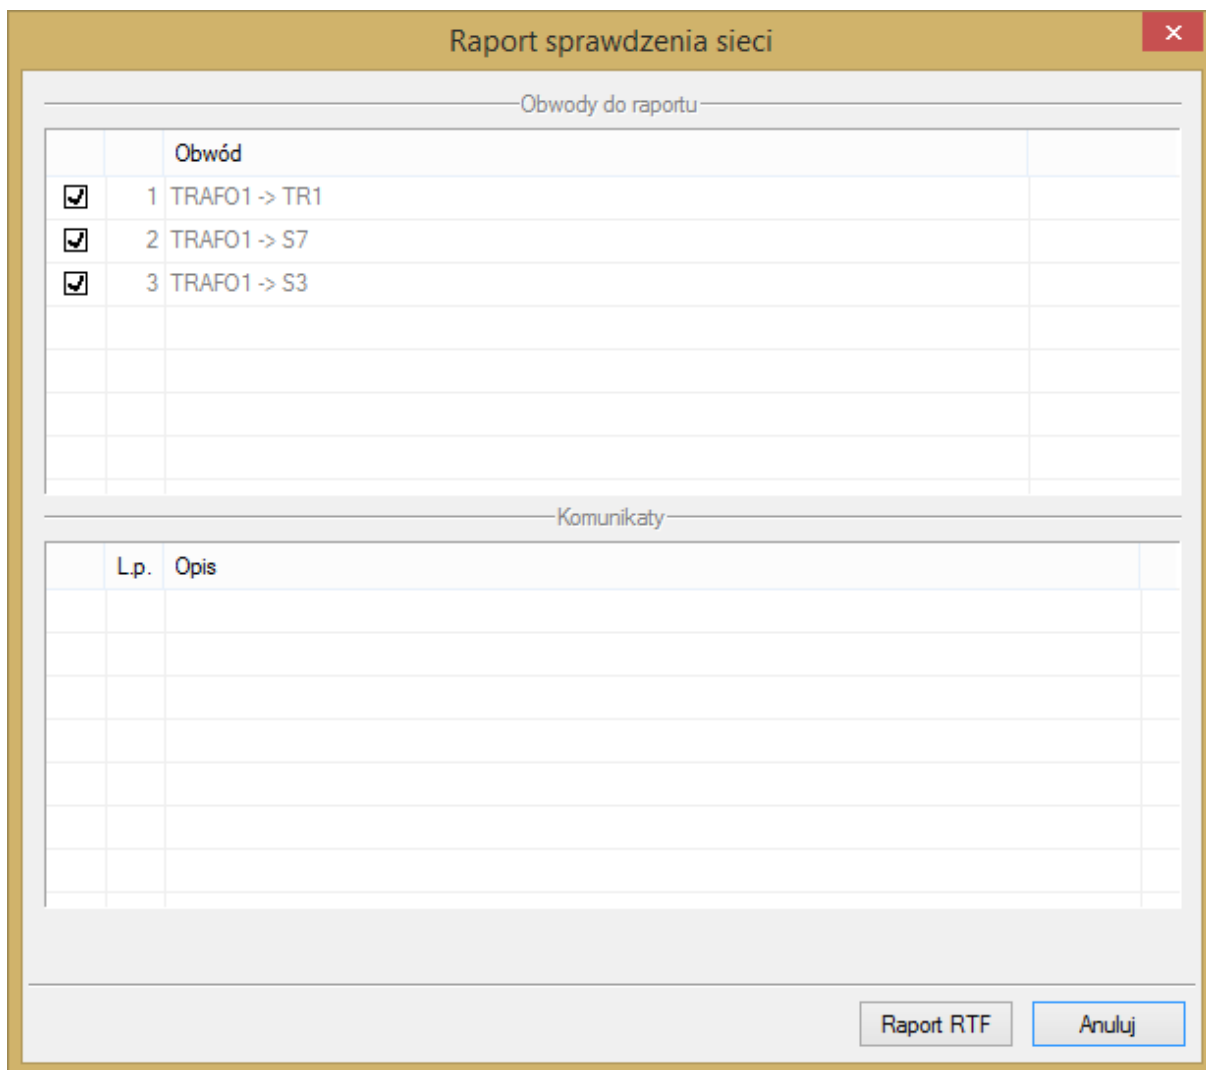 Raport sprawdzenia sieci
Obwody do raportu
Obwód
1 TRAFO1 -> TR1
2 TRAFO1 -> S7
3 TRAFO1 -> S3
Komunikaty
L.p. Opis
Raport RTF Anuluj